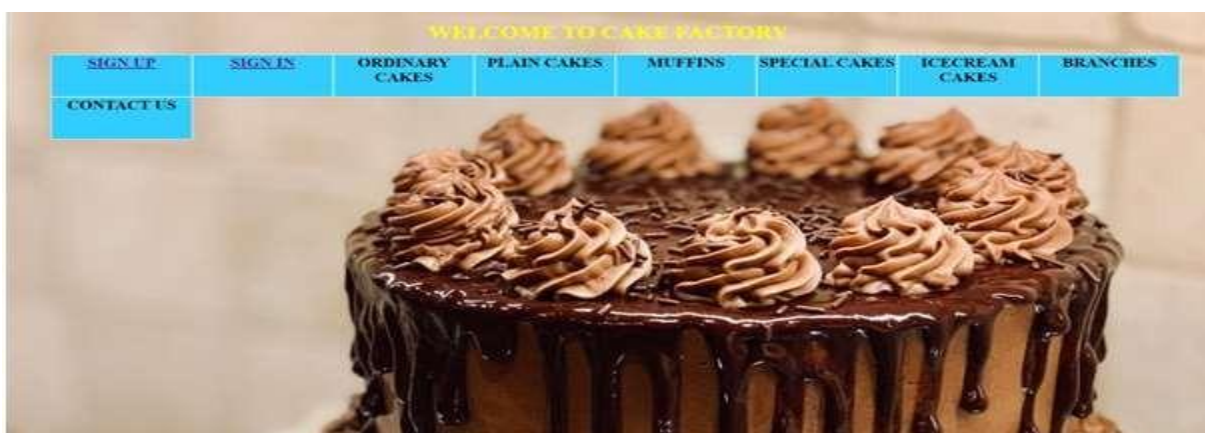 WELCOME TO CAKE FACTORY
SIGN UP
SIGN IN
ORDINARY
CAKES
PLAIN CAKES
MUFFINS
SPECIAL CAKES
ICECREAM
CAKES
BRANCHES
CONTACT US